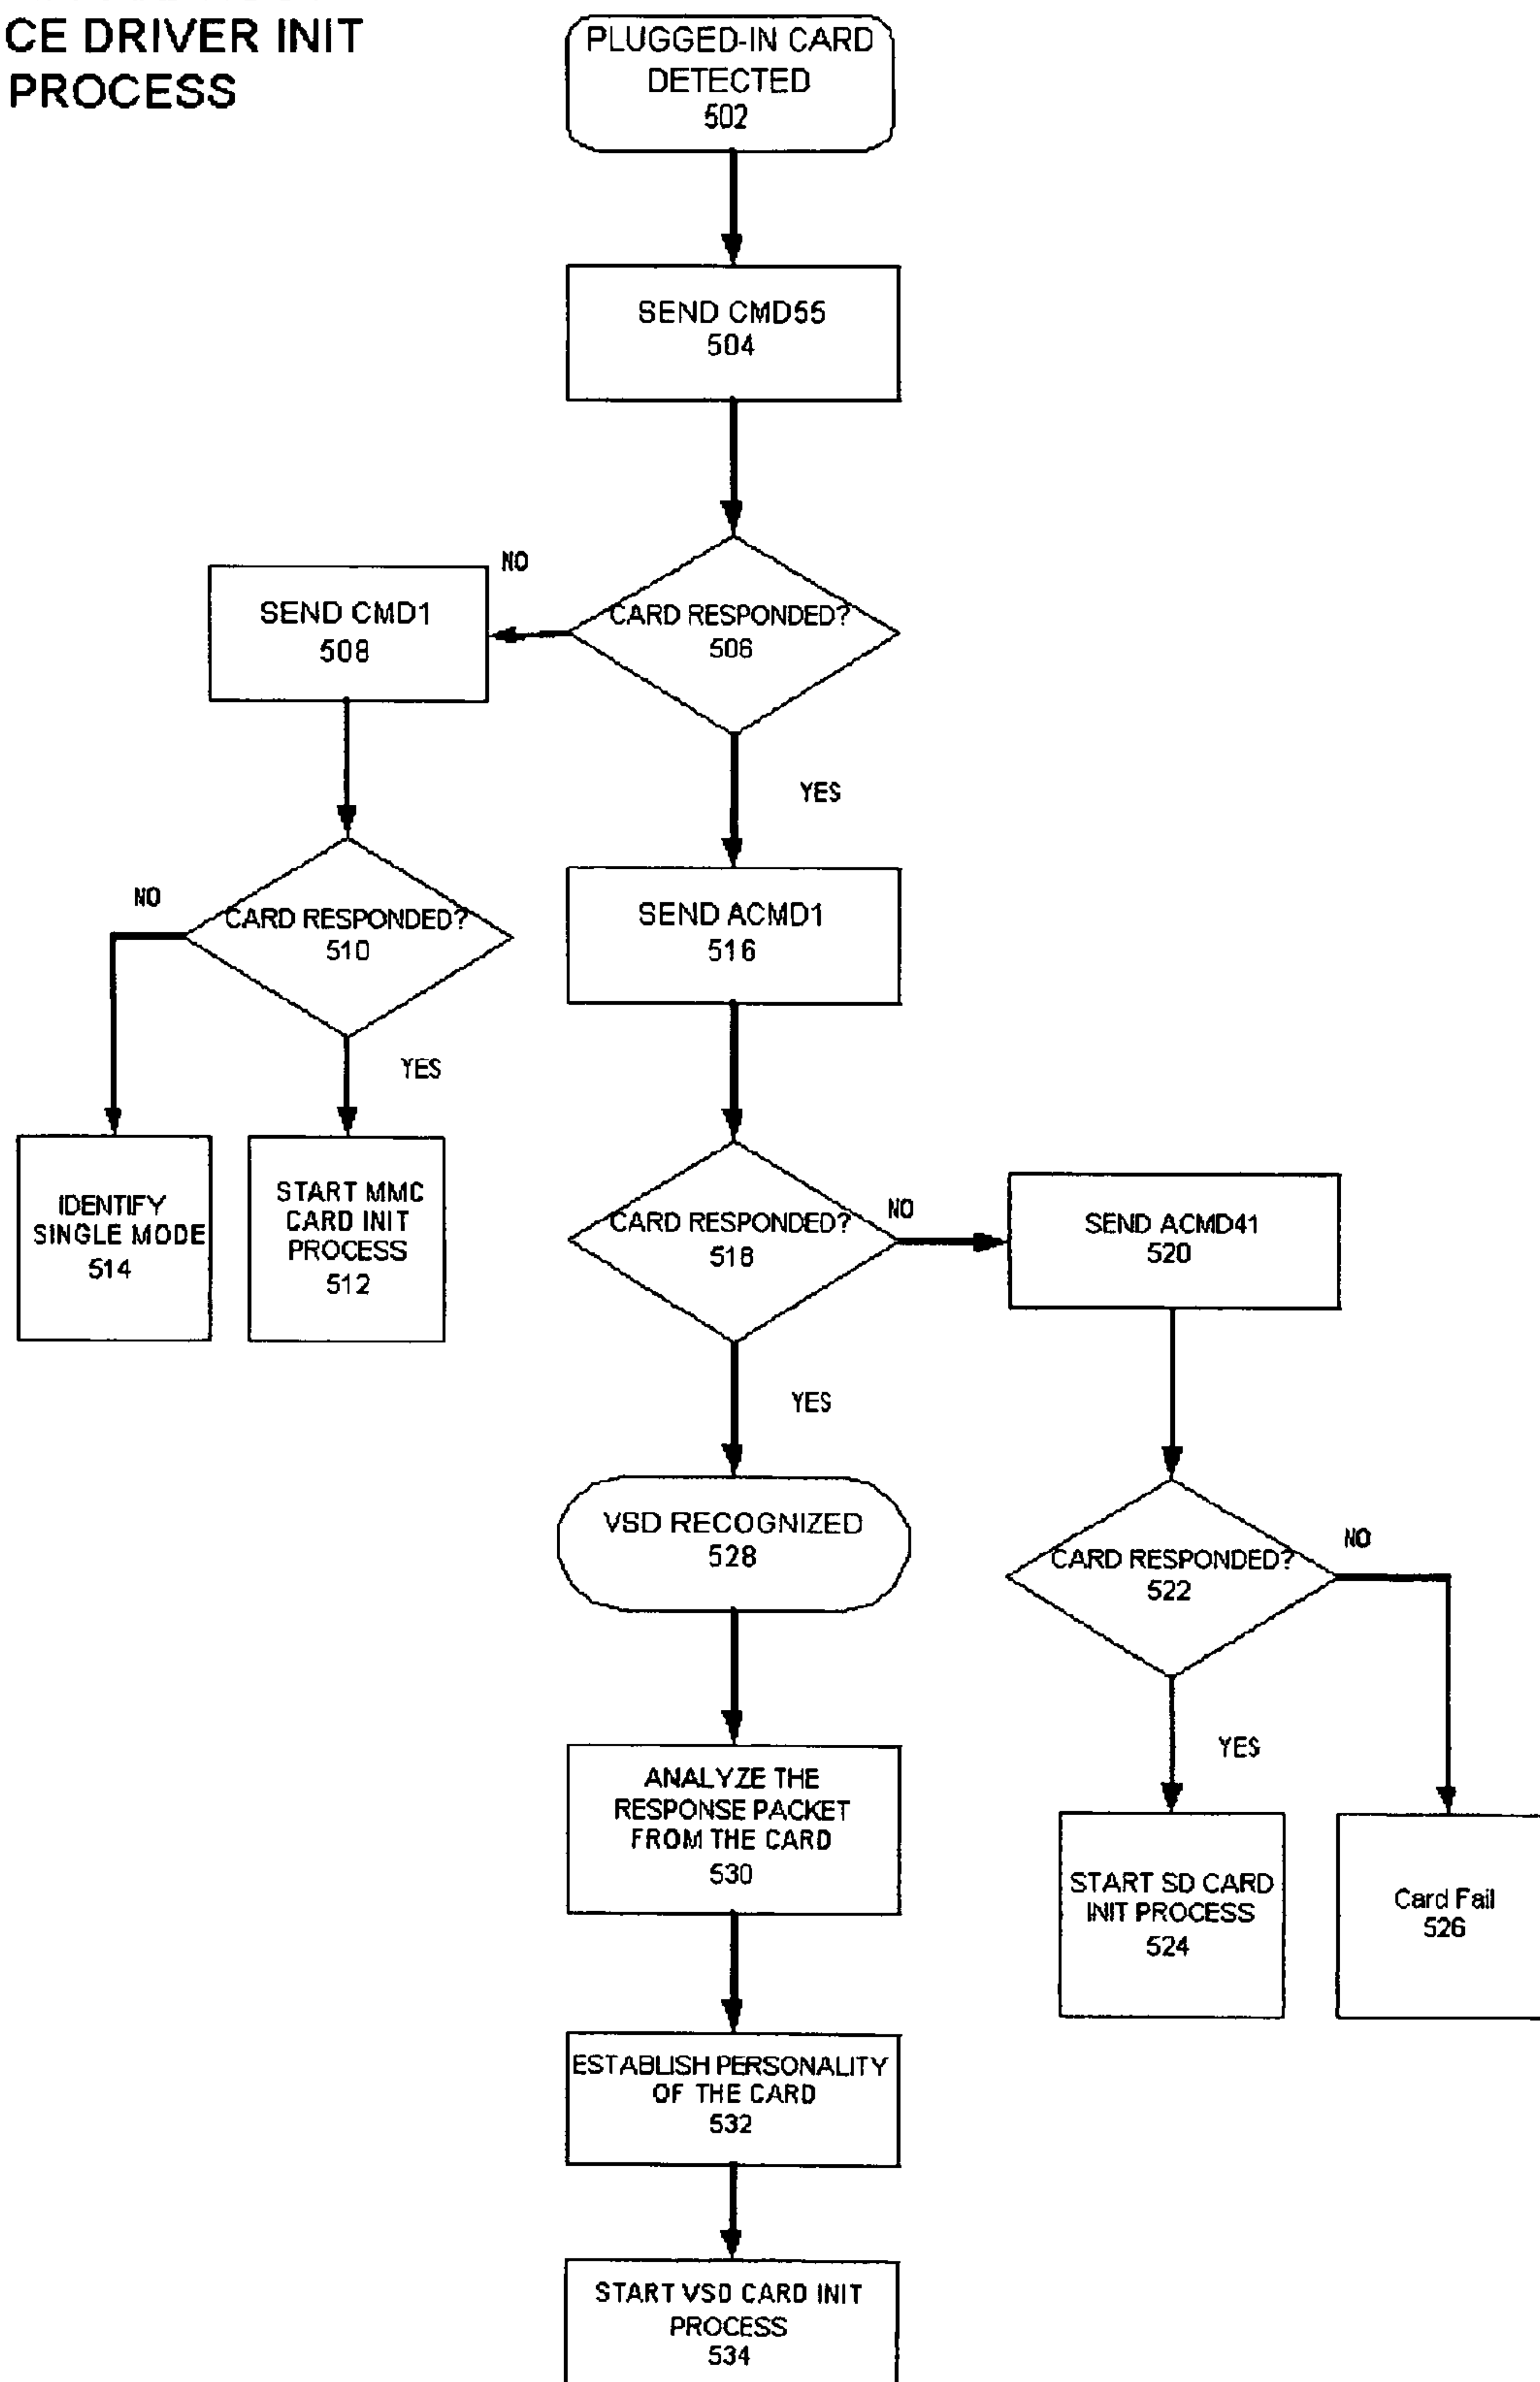 CE DRIVER INIT
PROCESS
PLUGGED-IN CARD
DETECTED
502
SEND CMD55
504
NO
CARD RESPONDED?
506
SEND CMD1
508
YES
NO
CARD RESPONDED?
510
SEND ACMD1
516
YES
IDENTIFY
SINGLE MODE
514
START MMC
CARD INIT
PROCESS
512
CARD RESPONDED?
518
NO
SEND ACMD41
520
YES
VSD RECOGNIZED
528
CARD RESPONDED?
522
NO
YES
ANALYZE THE
RESPONSE PACKET
FROM THE CARD
530
START SD CARD
INIT PROCESS
524
Card Fail
526
ESTABLISH PERSONALITY
OF THE CARD
532
START VSD CARD INIT
PROCESS
534